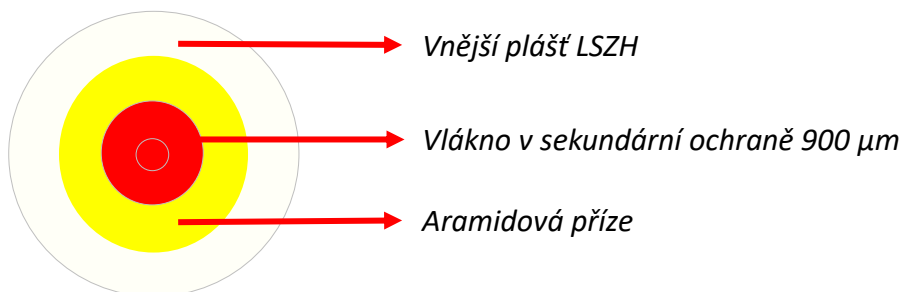 Vnější plášť LSZH
Vlákno v sekundární ochraně 900 µm
Aramidová příze